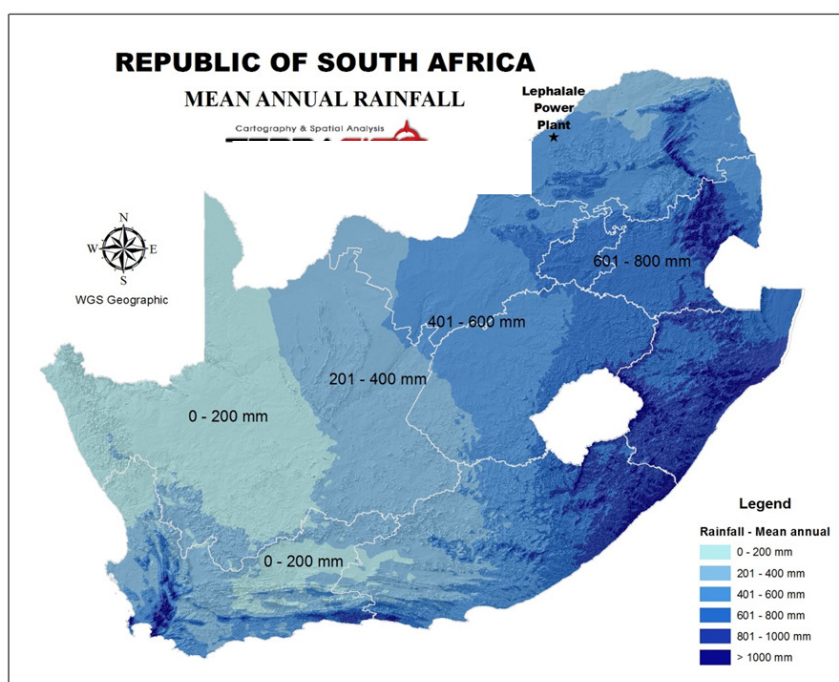 REPUBLIC OF SOUTH AFRICA
MEAN ANNUAL RAINFALL
Cartography & Spatial Analysis
Lephalale
Power
Plant
N
W E
S
WGS Geographic
601 - 800 mm
401 - 600 mm
201 - 400 mm
0 - 200 mm
0 - 200 mm
Legend
Rainfall - Mean annual
0 - 200 mm
201 - 400 mm
401 - 600 mm
601 - 800 mm
801 - 1000 mm
> 1000 mm